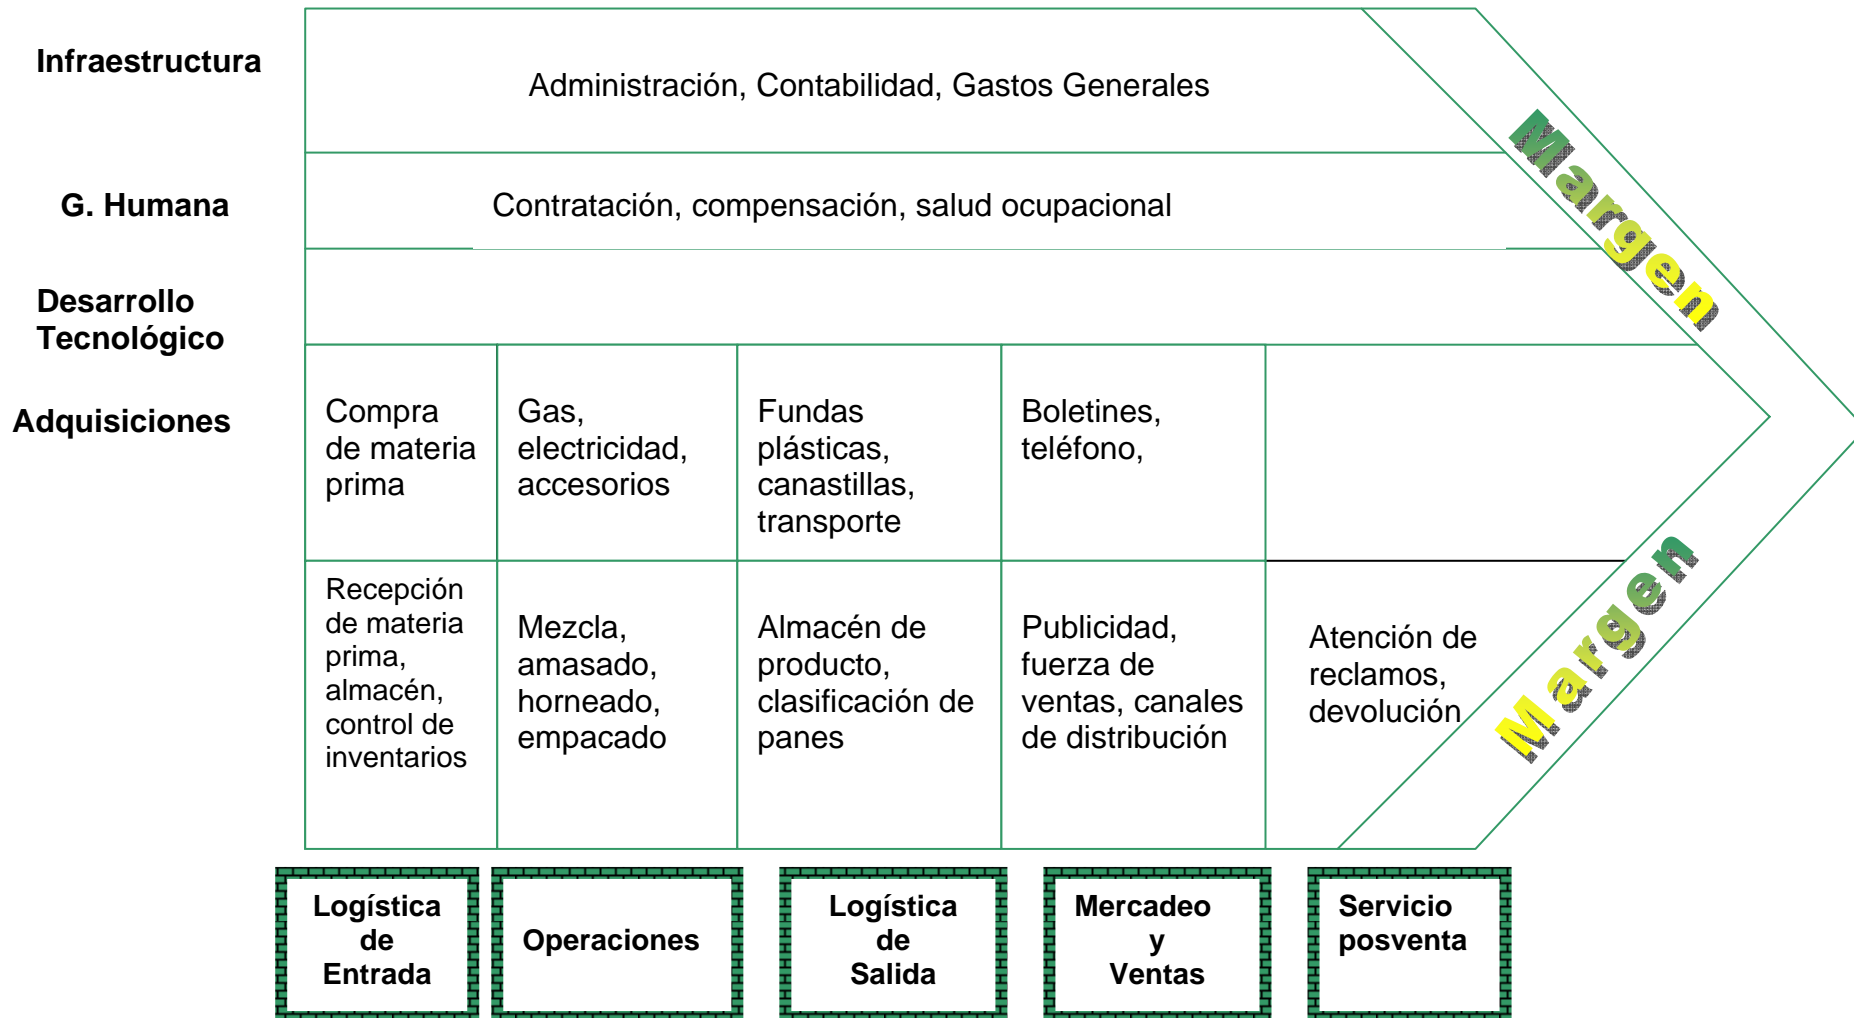 Infraestructura
Administración, Contabilidad, Gastos Generales
Margen
G. Humana
Contratación, compensación, salud ocupacional
Desarrollo
Tecnológico
Adquisiciones
Compra
de materia
prima
Gas,
electricidad,
accesorios
Fundas
plásticas,
canastillas,
transporte
Boletines,
teléfono,
Recepción
de materia
prima,
almacén,
control de
inventarios
Mezcla,
amasado,
horneado,
empacado
Almacén de
producto,
clasificación de
panes
Publicidad,
fuerza de
ventas, canales
de distribución
Atención de
reclamos,
devolución
Margen
Logística
de
Entrada
Operaciones
Logística
de
Salida
Mercadeo
y
Ventas
Servicio
posventa